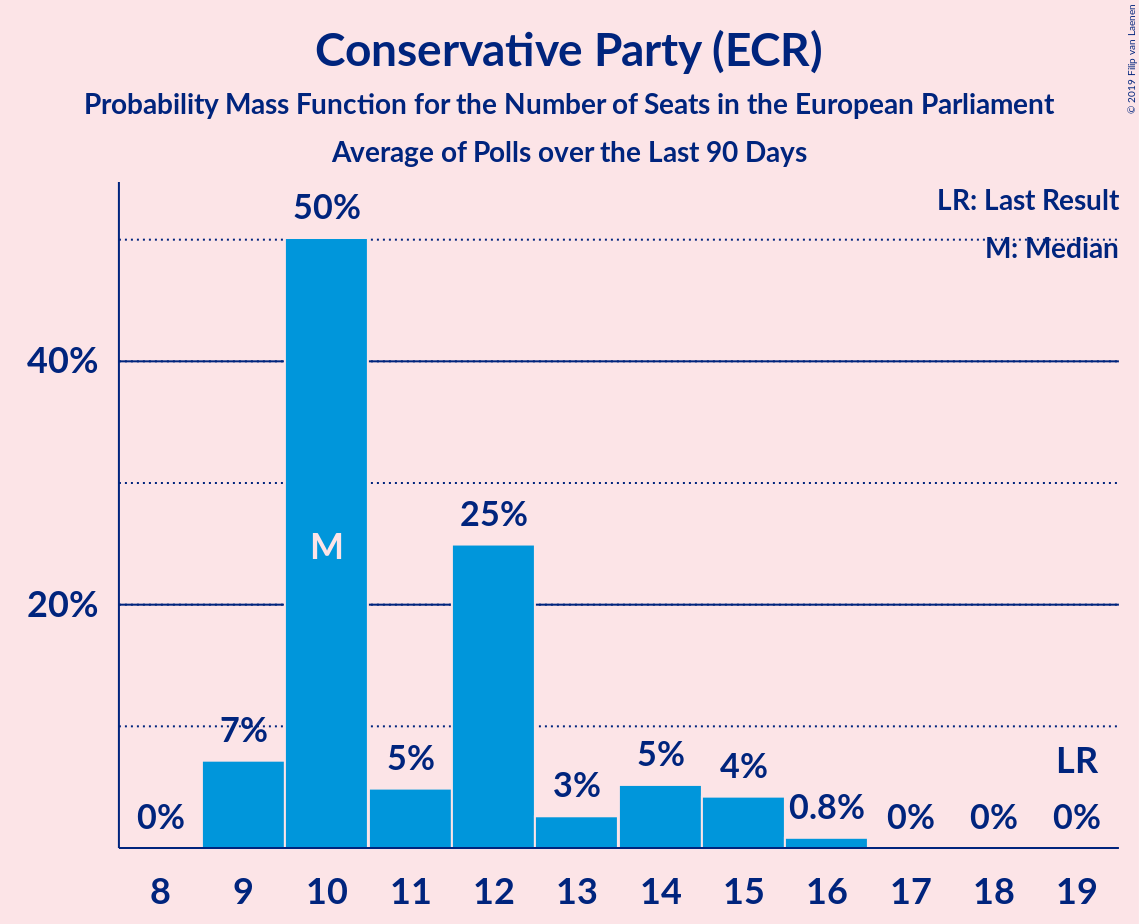 Conservative Party (ECR)
Probability Mass Function for the Number of Seats in the European Parliament
Average of Polls over the Last 90 Days
© 2019 Filip van Laenen
LR: Last Result
M: Median
50%
40%
M
25%
20%
7%
5%
3%
5%
4%
LR
0%
0.8%
0%
0%
0%
8 9 10 11 12 13 14 15 16 17 18 19